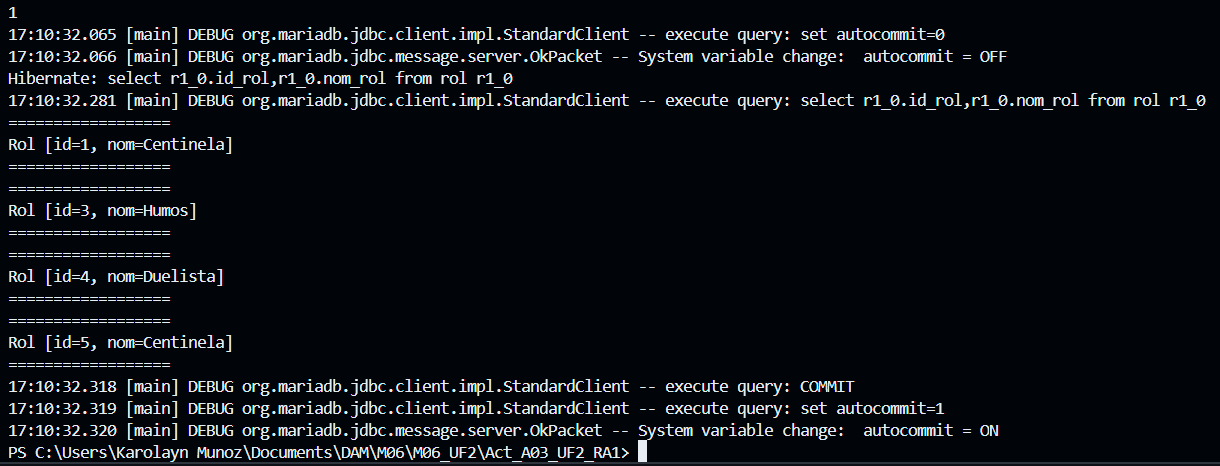 1
17:10:32.065 [main] DEBUG org.mariadb.jdbc.client.impl.StandardClient -- execute query: set autocommit=0
17:10:32.066 [main] DEBUG org.mariadb.jdbc.message.server.OkPacket -- System variable change:  autocommit = OFF
Hibernate: select r1_0.id_rol,r1_0.nom_rol from rol r1_0
17:10:32.281 [main] DEBUG org.mariadb.jdbc.client.impl.StandardClient -- execute query: select r1_0.id_rol,r1_0.nom_rol from rol r1_0
==================
Rol [id=1, nom=Centinela]
==================
==================
Rol [id=3, nom=Humos]
==================
==================
Rol [id=4, nom=Duelista]
==================
==================
Rol [id=5, nom=Centinela]
==================
17:10:32.318 [main] DEBUG org.mariadb.jdbc.client.impl.StandardClient -- execute query: COMMIT
17:10:32.319 [main] DEBUG org.mariadb.jdbc.client.impl.StandardClient -- execute query: set autocommit=1
17:10:32.320 [main] DEBUG org.mariadb.jdbc.message.server.OkPacket -- System variable change:  autocommit = ON
PS C:\Users\Karolayn Munoz\Documents\DAM\M06\M06_UF2\Act_A03_UF2_RA1>